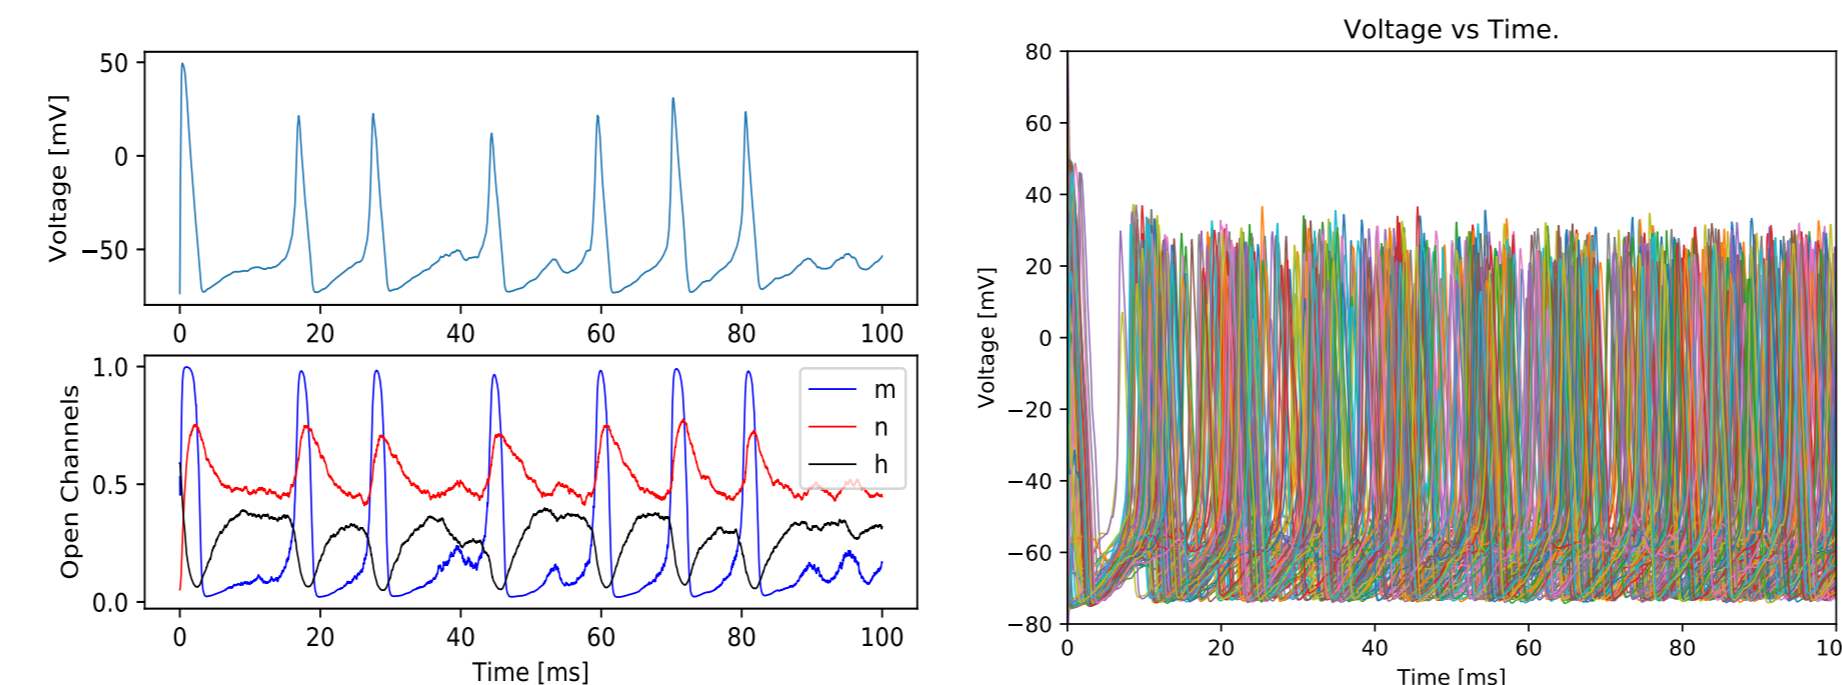 50
0
−50
Voltage [mV]
0 20 40 60 80 100
1.0
0.5
0.0
Open Channels
m
n
h
0 20 40 60 80 100
Time [ms]
Voltage vs Time.
80
60
40
20
0
−20
−40
−60
−80
Voltage [mV]
0 20 40 60 80 10
Time [ms]